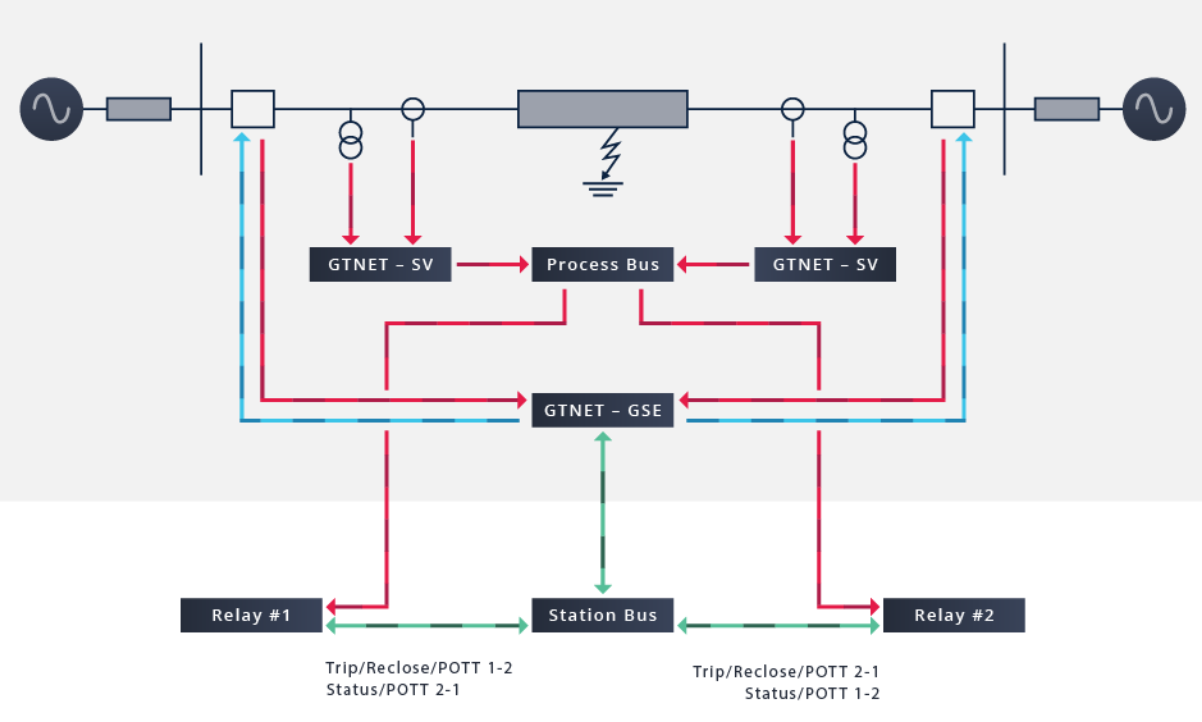 GTNET – SV
Process Bus
GTNET – SV
GTNET – GSE
Relay #1
Station Bus
Relay #2
Trip/Reclose/POTT 1-2
Status/POTT 2-1
Trip/Reclose/POTT 2-1
Status/POTT 1-2